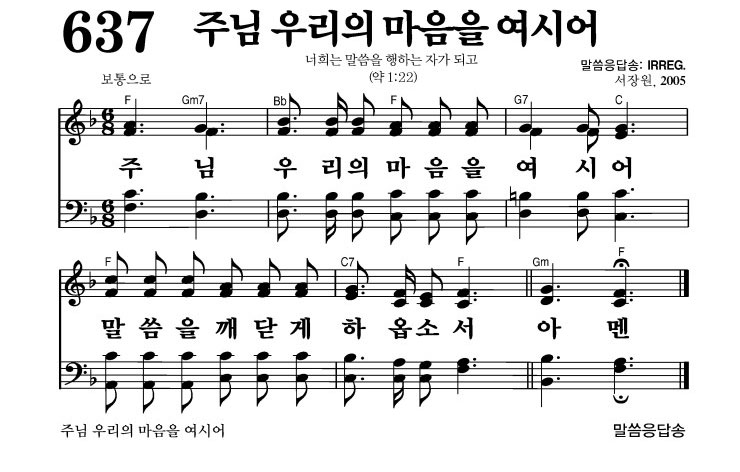 637 주님 우리의 마음을 여시어
너희는 말씀을 행하는 자가 되고
(약 1:22)
말씀응답송: IRREG.
보통으로
서장원, 2005
F Gm7 Bb F G7 C
6 8
주 님 우 리의 마 음 을 여 시 어
6 8
F C7 F Gm F
말 씀 을 깨 닫 게 하 옵소 서 아 멘
주님 우리의 마음을 여시어
말씀응답송